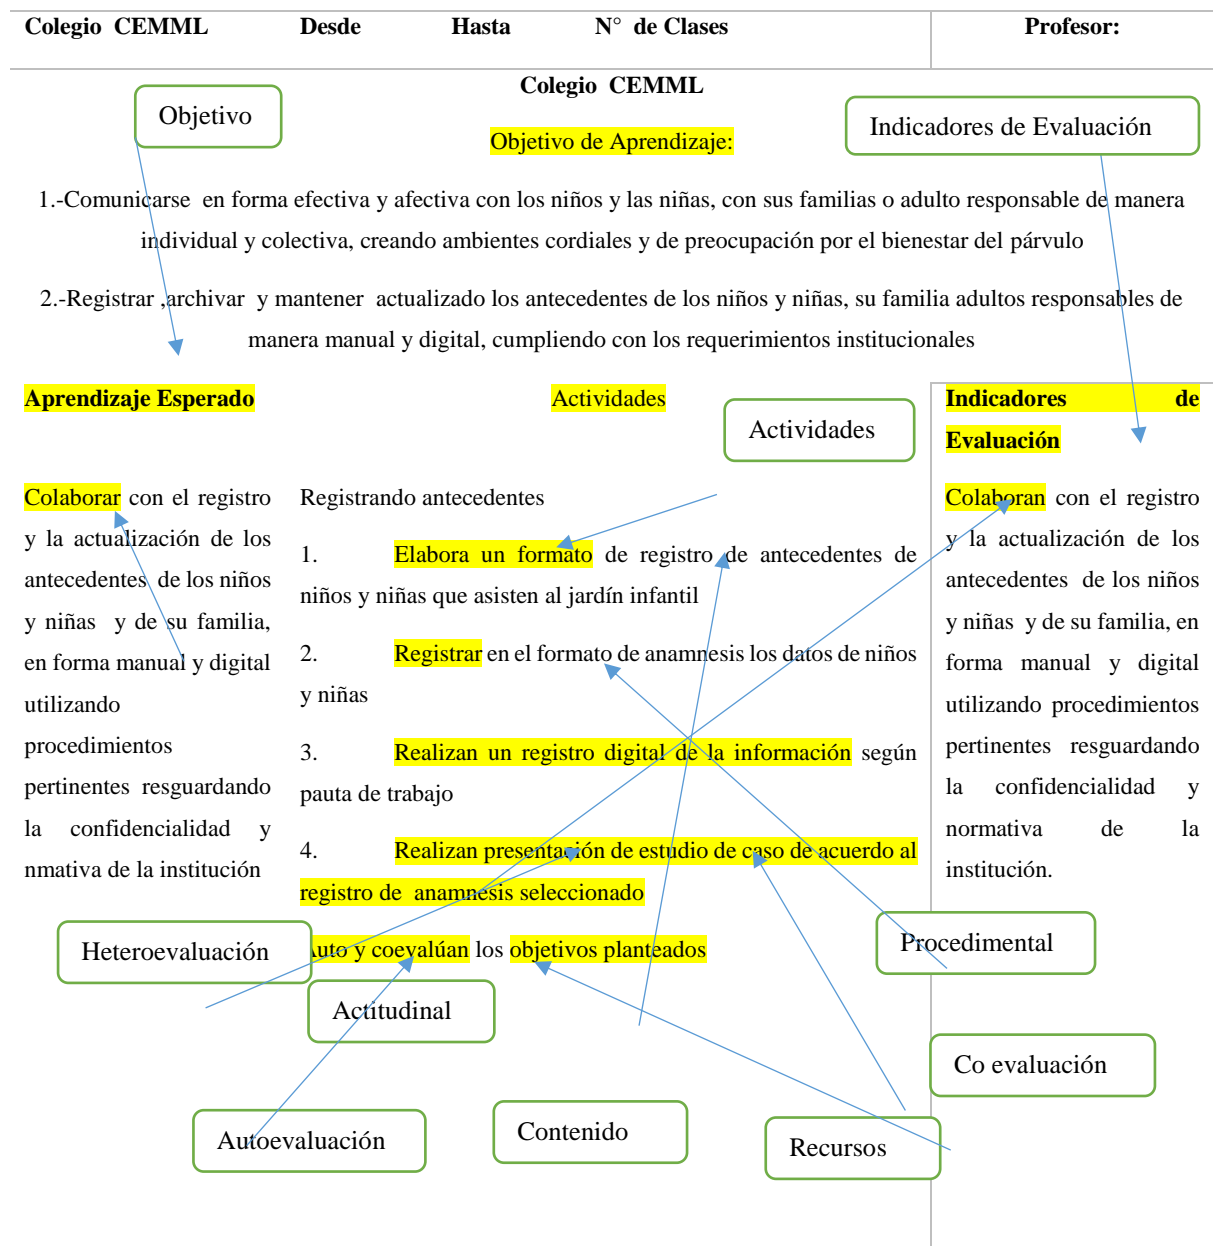 Colegio CEMML Desde Hasta N° de Clases Profesor:
Colegio CEMML
Objetivo
Indicadores de Evaluación
Objetivo de Aprendizaje:
1.-Comunicarse en forma efectiva y afectiva con los niños y las niñas, con sus familias o adulto responsable de manera
individual y colectiva, creando ambientes cordiales y de preocupación por el bienestar del párvulo
2.-Registrar ,archivar y mantener actualizado los antecedentes de los niños y niñas, su familia adultos responsables de
manera manual y digital, cumpliendo con los requerimientos institucionales
Aprendizaje Esperado
Colaborar con el registro
y la actualización de los
antecedentes de los niños
y niñas y de su familia,
en forma manual y digital
utilizando
procedimientos
pertinentes resguardando
la confidencialidad y
nmativa de la institución
Actividades
Actividades
Registrando antecedentes
1. Elabora un formato de registro de antecedentes de
niños y niñas que asisten al jardín infantil
2. Registrar en el formato de anamnesis los datos de niños
y niñas
3. Realizan un registro digital de la información según
pauta de trabajo
4. Realizan presentación de estudio de caso de acuerdo al
registro de anamnesis seleccionado
Auto y coevalúan los objetivos planteados
Indicadores de
Evaluación
Colaboran con el registro
y la actualización de los
antecedentes de los niños
y niñas y de su familia, en
forma manual y digital
utilizando procedimientos
pertinentes resguardando
la confidencialidad y
normativa de la
institución.
Heteroevaluación
Procedimental
Actitudinal
Co evaluación
Autoevaluación
Contenido
Recursos